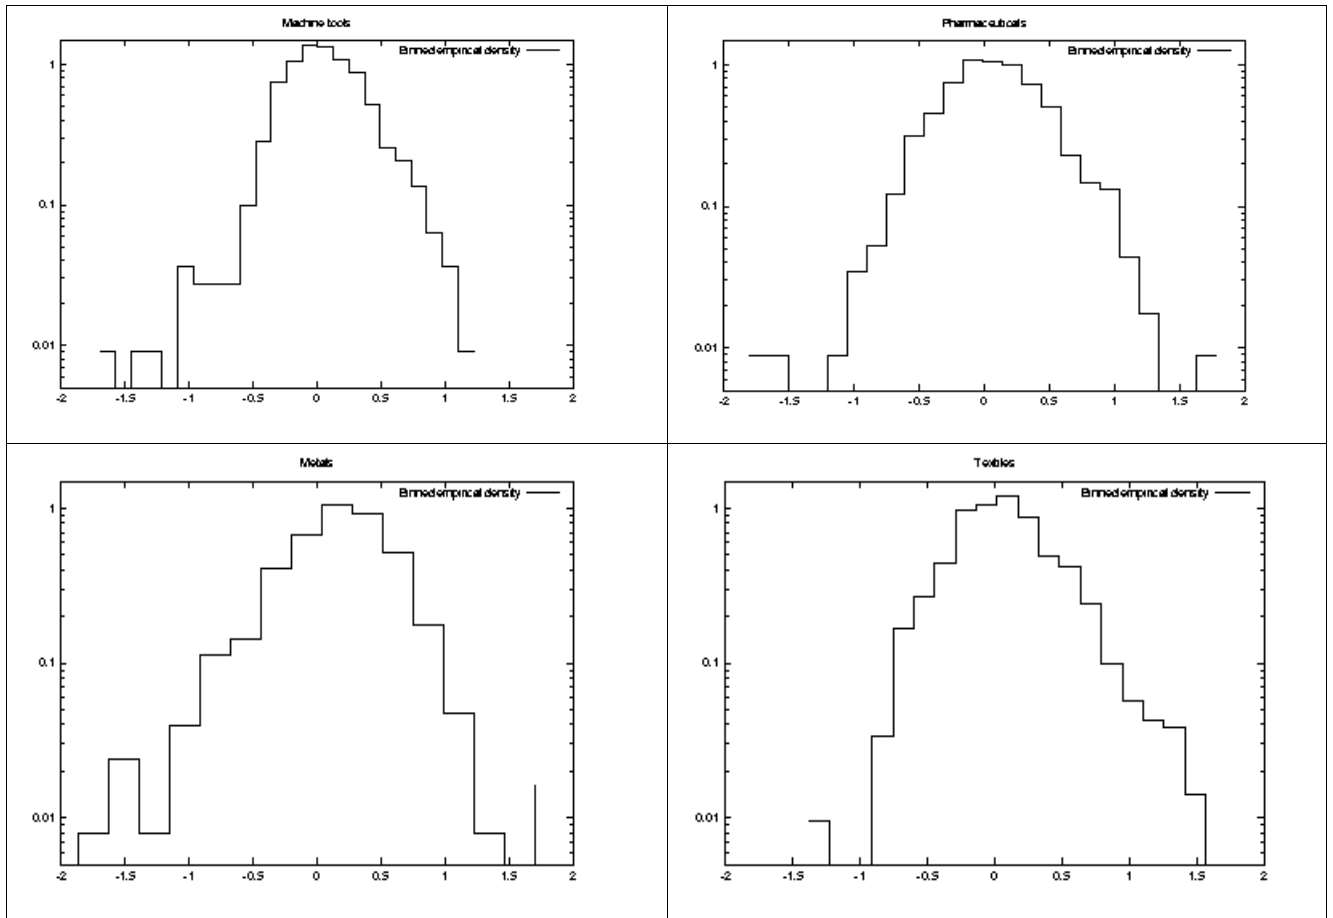 Machine tools
Binned empirical density
1
0.1
0.01
-2 -1.5 -1 -0.5 0 0.5 1 1.5 2
Pharmaceuticals
Binned empirical density
1
0.1
0.01
-2 -1.5 -1 -0.5 0 0.5 1 1.5 2
Metals
Binned empirical density
1
0.1
0.01
-2 -1.5 -1 -0.5 0 0.5 1 1.5 2
Textiles
Binned empirical density
1
0.1
0.01
-2 -1.5 -1 -0.5 0 0.5 1 1.5 2